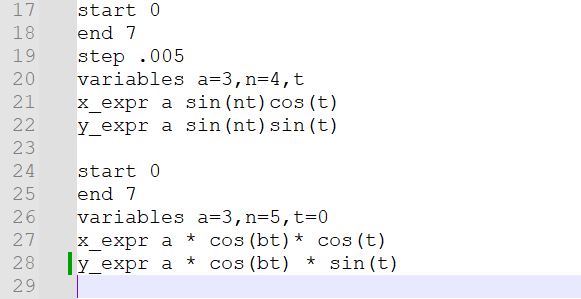 17 start 0
18 end 7
19 step .005
20 variables a=3,n=4,t
21 x_expr a sin(nt)cos(t)
22 y_expr a sin(nt)sin(t)
23
24 start 0
25 end 7
26 variables a=3,n=5,t=0
27 x_expr a * cos(bt)* cos(t)
28 y_expr a * cos(bt) * sin(t)
29